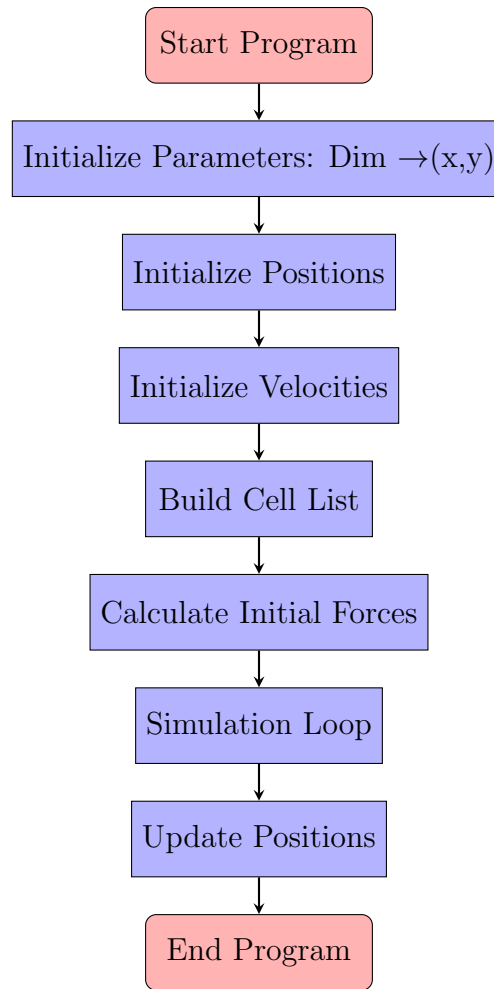 Start Program
Initialize Parameters: Dim →(x,y)
Initialize Positions
Initialize Velocities
Build Cell List
Calculate Initial Forces
Simulation Loop
Update Positions
End Program